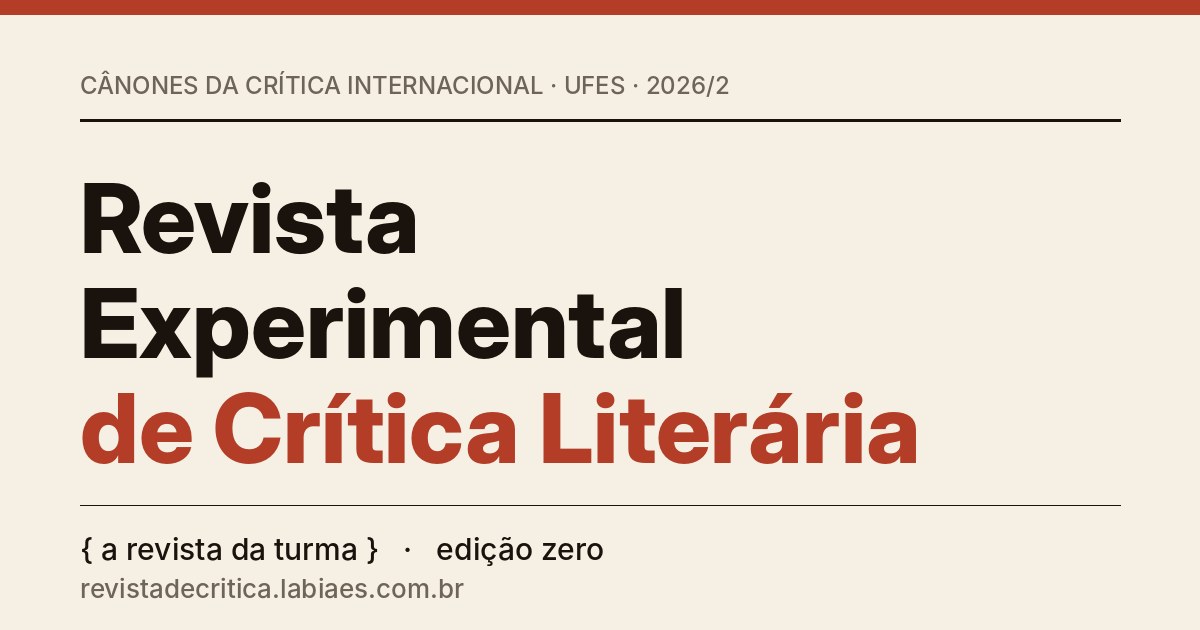 CÂNONES DA CRÍTICA INTERNACIONAL · UFES · 2026/2
Revista
Experimental
de Crítica Literária
{ a revista da turma } · edição zero
revistadecritica.labiaes.com.br